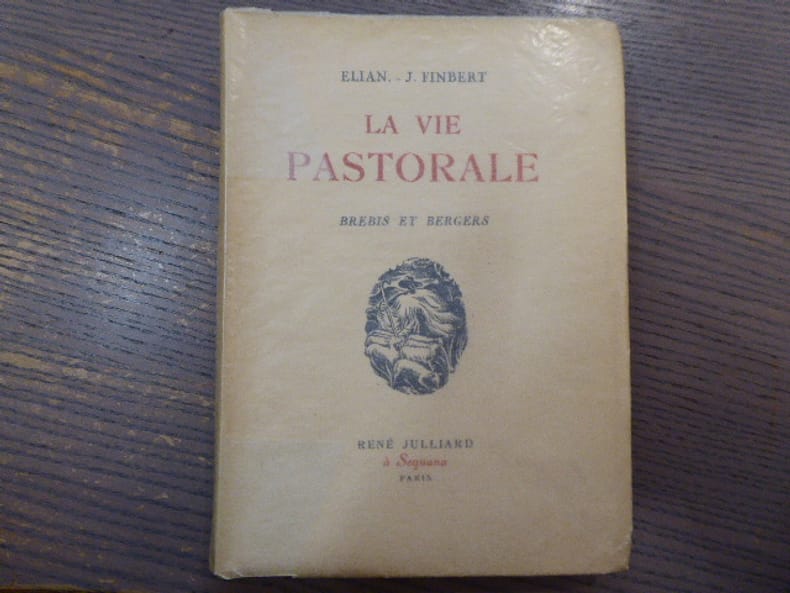 ELIAN. - J. FINBERT
LA VIE
PASTORALE
BREBIS ET BERGERS
RENÉ JULLIARD
à Sequana
PARIS